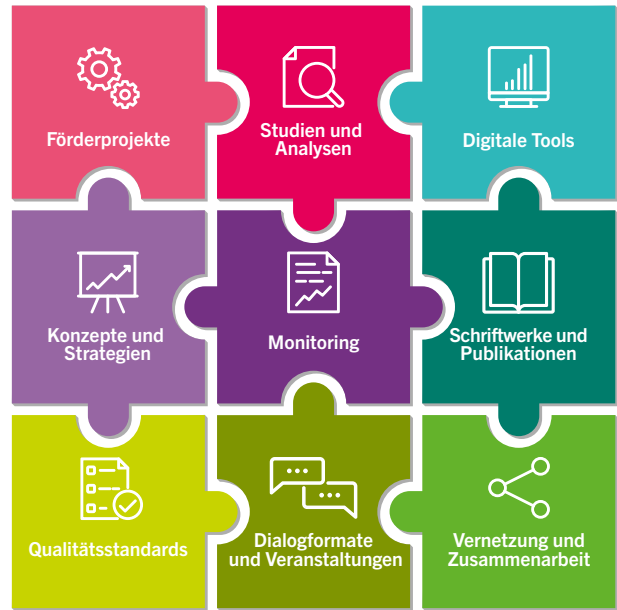 Förderprojekte
Studien und
Analysen
Digitale Tools
Konzepte und
Strategien
Monitoring
Schriftwerke und
Publikationen
Qualitätsstandards
Dialogformate
und Veranstaltungen
Vernetzung und
Zusammenarbeit